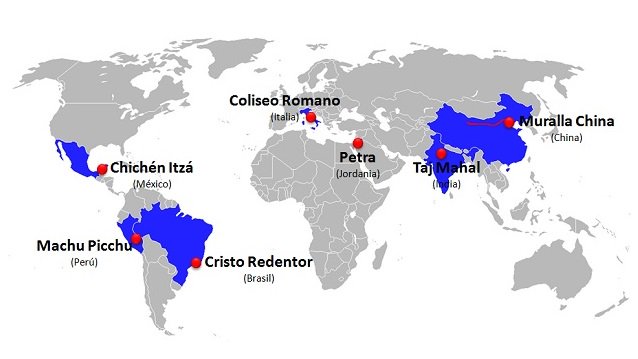 Coliseo Romano
(Italia)
Muralla China
(China)
Petra
(Jordania)
Taj Mahal
(India)
Chichén Itzá
(México)
Machu Picchu
(Perú)
Cristo Redentor
(Brasil)